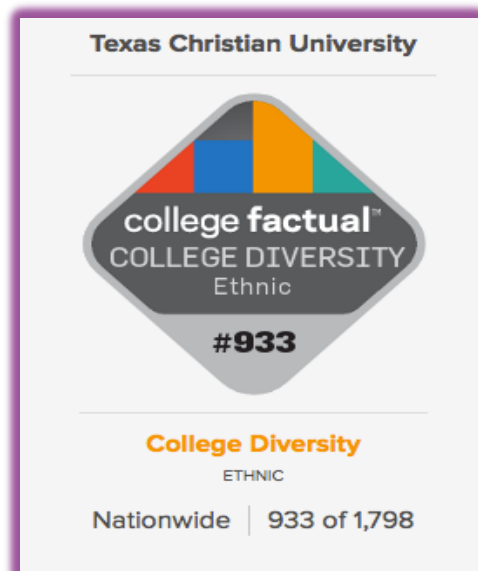 Texas Christian University
college factual™
COLLEGE DIVERSITY
Ethnic
#933
College Diversity
ETHNIC
Nationwide | 933 of 1,798